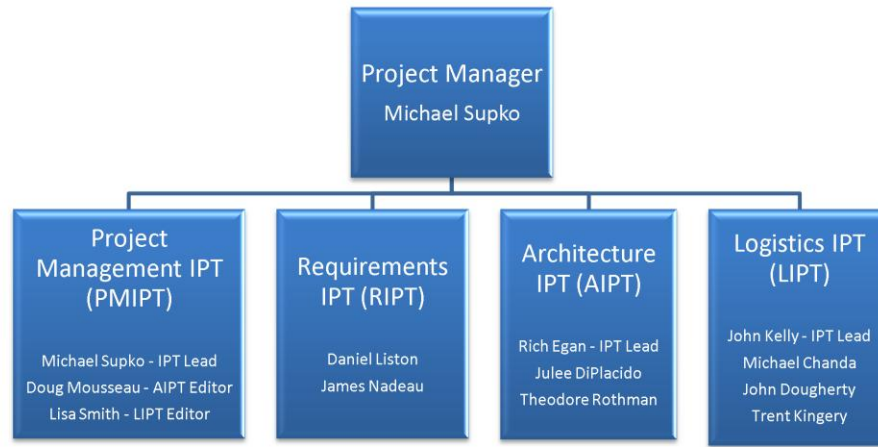 Project Manager
Michael Supko
Project
Management IPT
(PMIPT)
Michael Supko - IPT Lead
Doug Mousseau - AIPT Editor
Lisa Smith - LIPT Editor
Requirements
IPT (RIPT)
Daniel Liston
James Nadeau
Architecture
IPT (AIPT)
Rich Egan - IPT Lead
Julee DiPlacido
Theodore Rothman
Logistics IPT
(LIPT)
John Kelly - IPT Lead
Michael Chanda
John Dougherty
Trent Kingery